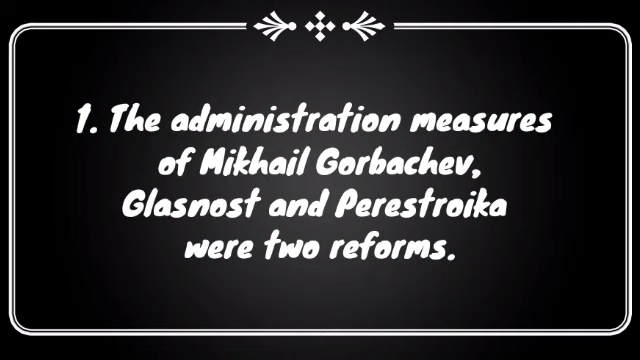 1. The administration measures
of Mikhail Gorbachev,
Glasnost and Perestroika
were two reforms.